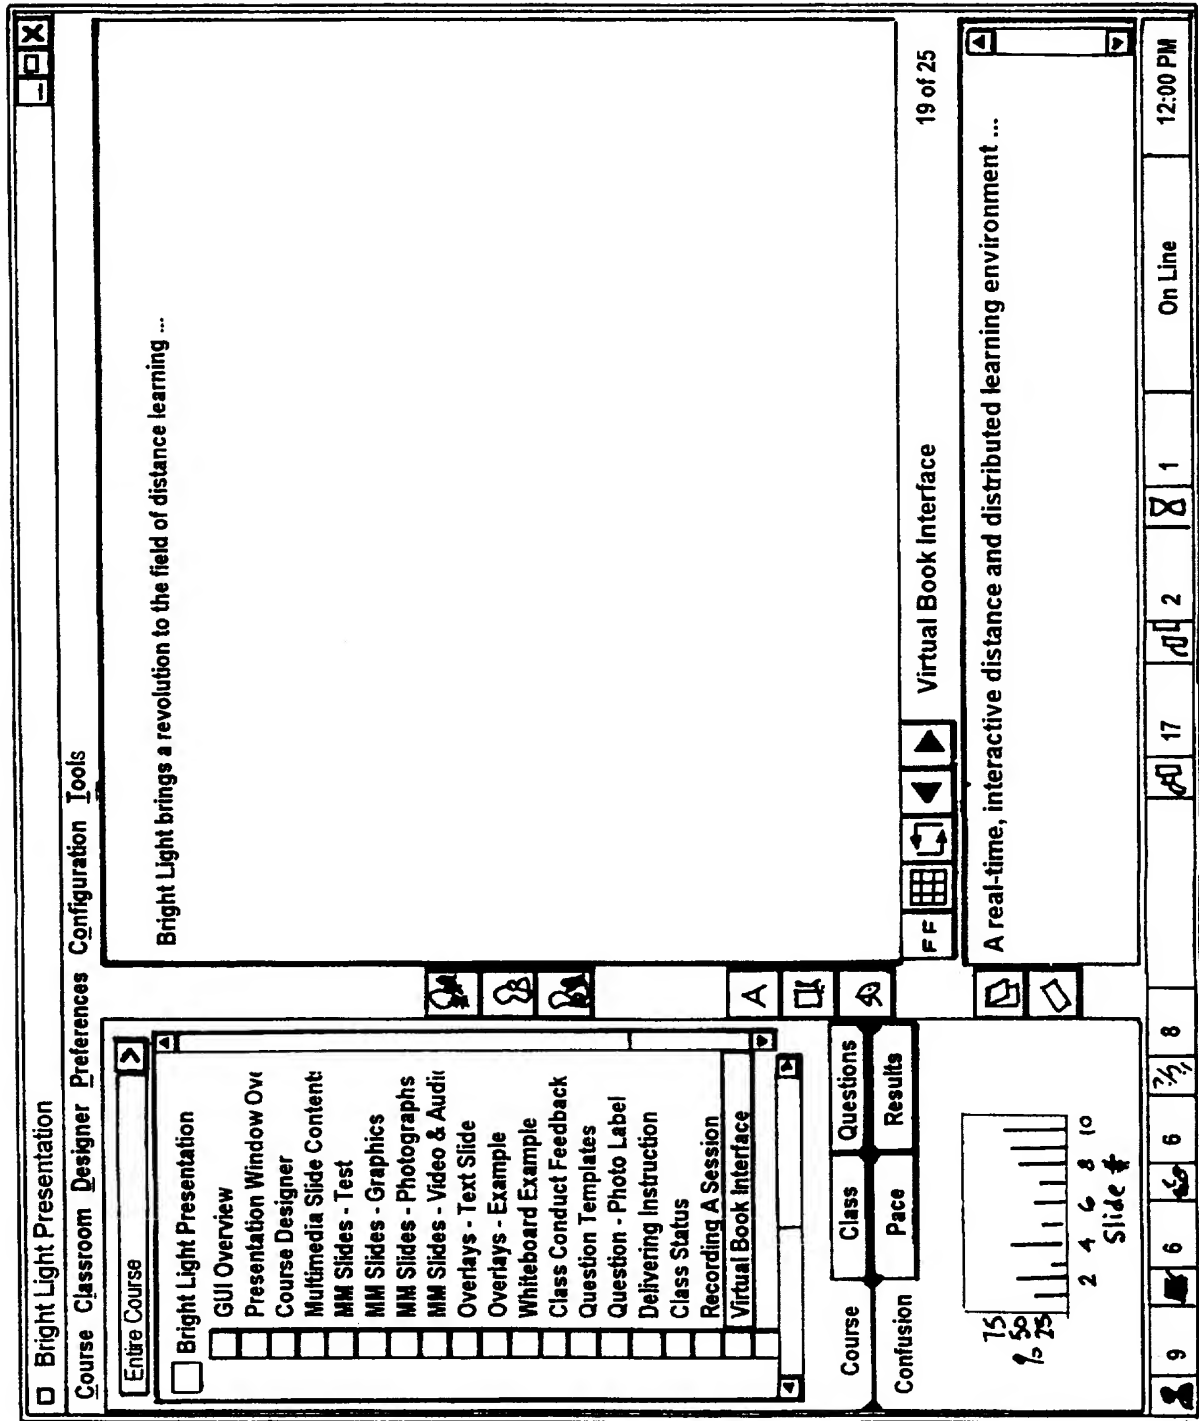 Bright Light Presentation
Course Classroom Designer Preferences Configuration Tools
Entire Course
Bright Light Presentation
GUI Overview
Presentation Window Ove
Course Designer
Multimedia Slide Content
MM Slides - Test
MM Slides - Graphics
MM Slides - Photographs
MM Slides - Video & Audi
Overlays - Text Slide
Overlays - Example
Whiteboard Example
Class Conduct Feedback
Question Templates
Question - Photo Label
Delivering Instruction
Class Status
Recording A Session
Virtual Book Interface
Course Class Questions
Confusion Pace Results
75
50
% 25
2 4 6 8 10
Slide #
A
Bright Light brings a revolution to the field of distance learning ...
FF Virtual Book Interface 19 of 25
A real-time, interactive distance and distributed learning environment ...
9 6 6 8 17 2 1 On Line 12:00 PM